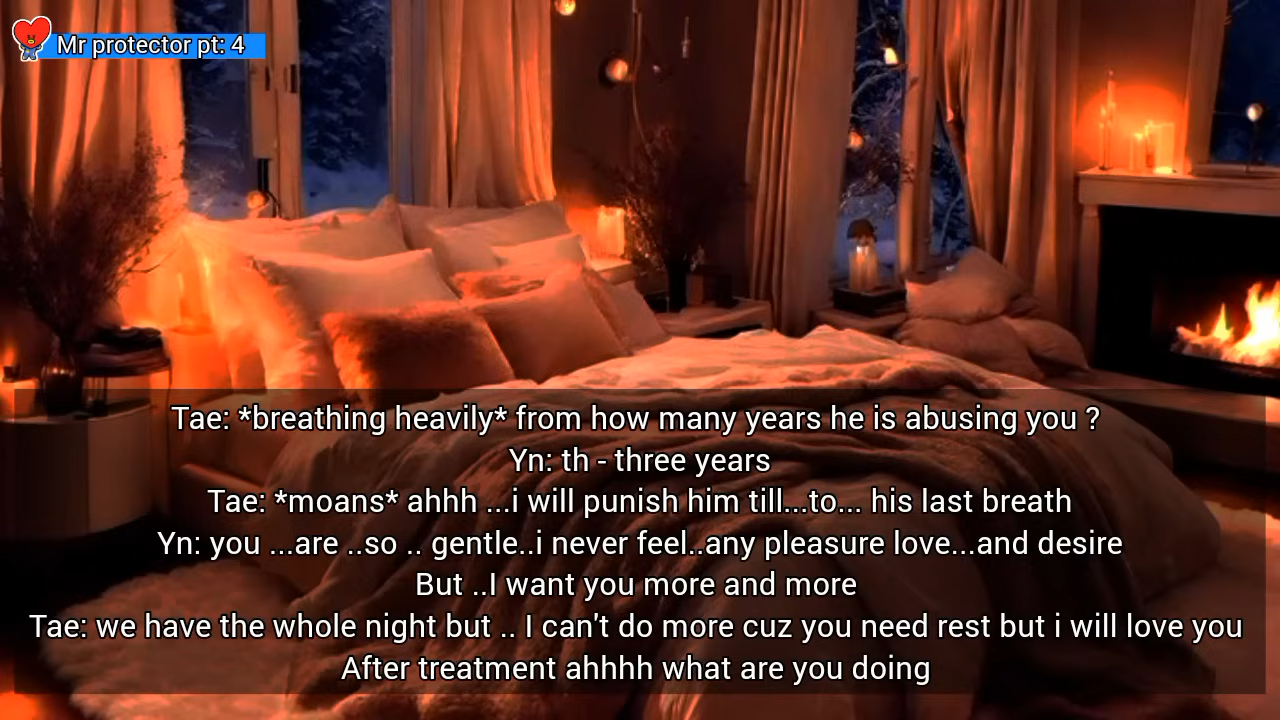 Mr protector pt: 4
Tae: *breathing heavily* from how many years he is abusing you ?
Yn: th - three years
Tae: *moans* ahhh ...i will punish him till...to... his last breath
Yn: you ...are ..so .. gentle..i never feel..any pleasure love...and desire
But ..I want you more and more
Tae: we have the whole night but .. I can't do more cuz you need rest but i will love you
After treatment ahhhh what are you doing